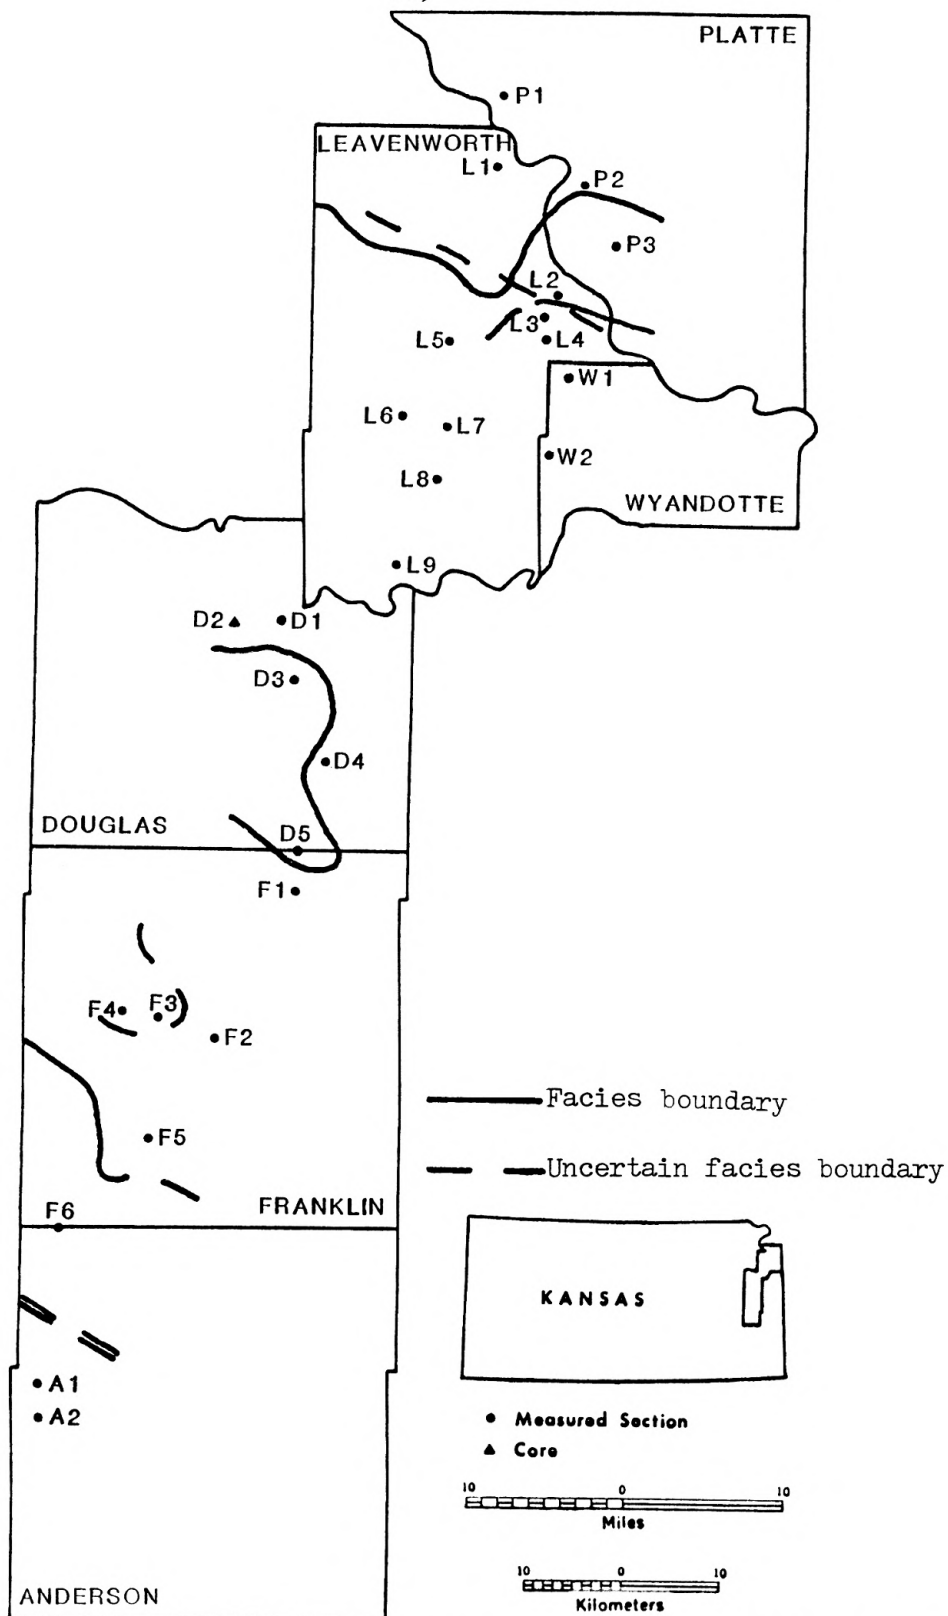 PLATTE
P1
LEAVENWORTH
L1
P2
P3
L2
L3
L4
L5
W1
L6
L7
W2
L8
WYANDOTTE
L9
D2
D1
D3
D4
DOUGLAS
D5
F1
F4
F3
F2
Facies boundary
F5
Uncertain facies boundary
F6
FRANKLIN
KANSAS
A1
A2
Measured Section
Core
10 0 10
Miles
10 0 10
Kilometers
ANDERSON